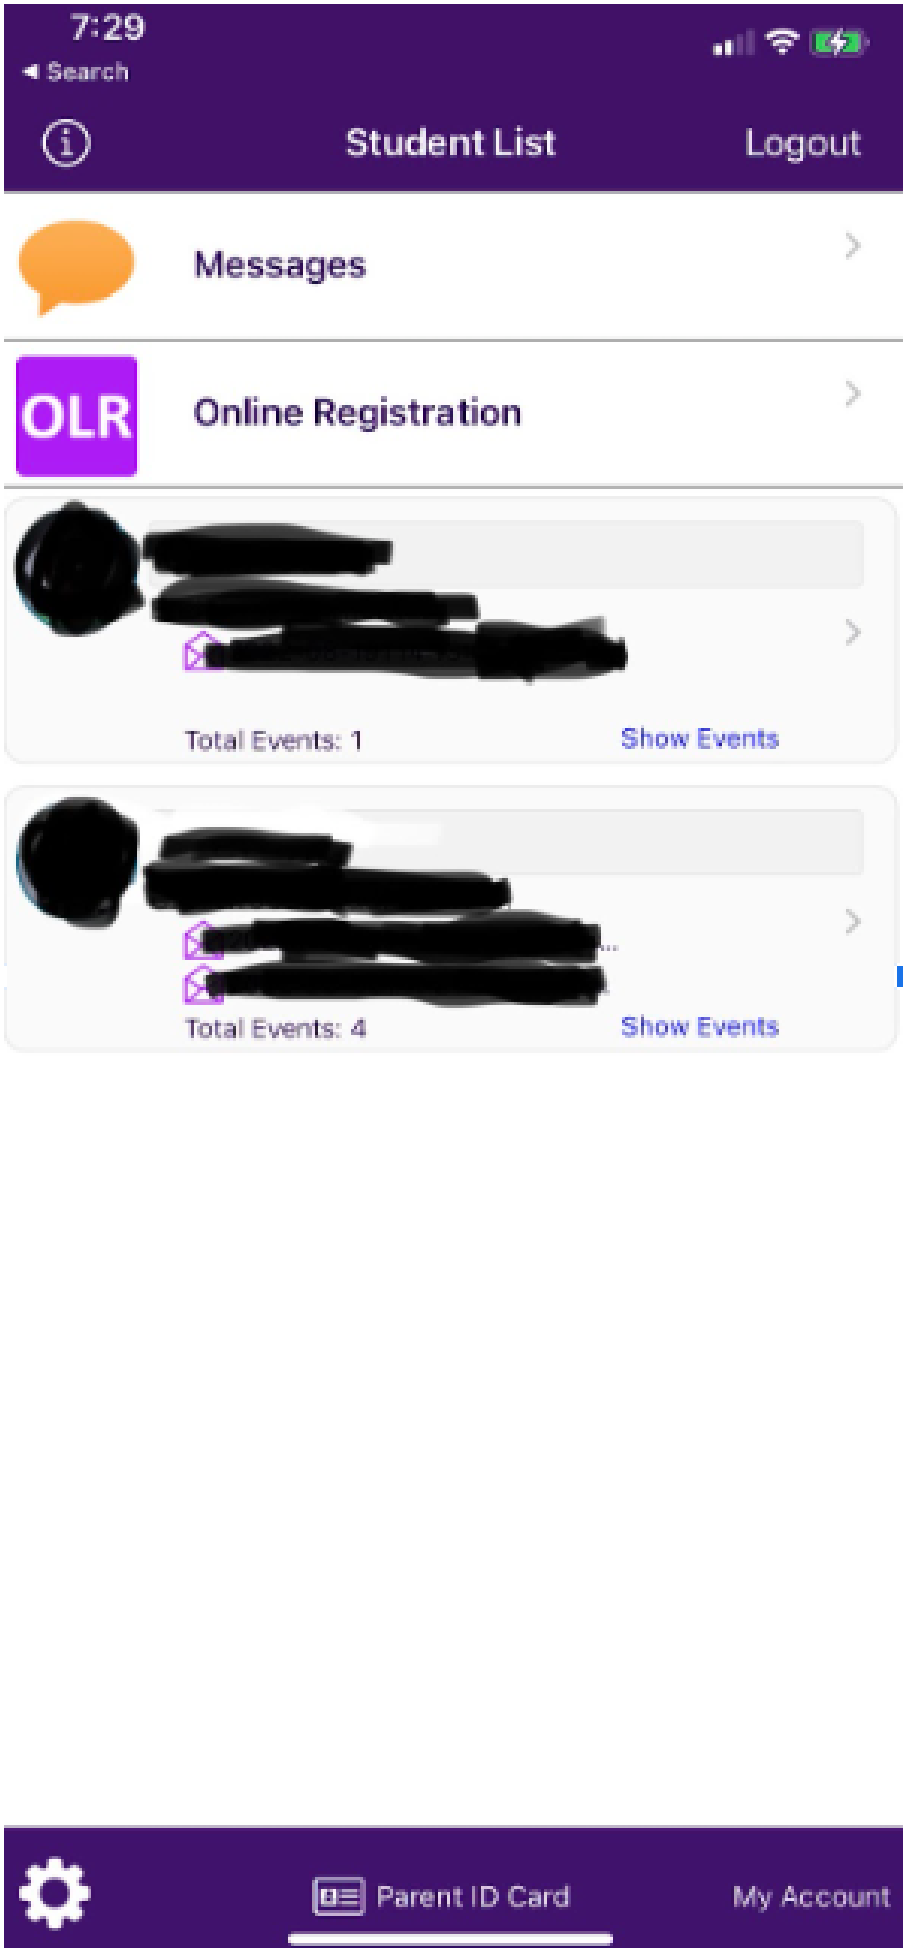 7:29
Search
Student List
Logout
Messages
OLR
Online Registration
Total Events: 1
Show Events
Total Events: 4
Show Events
Parent ID Card
My Account